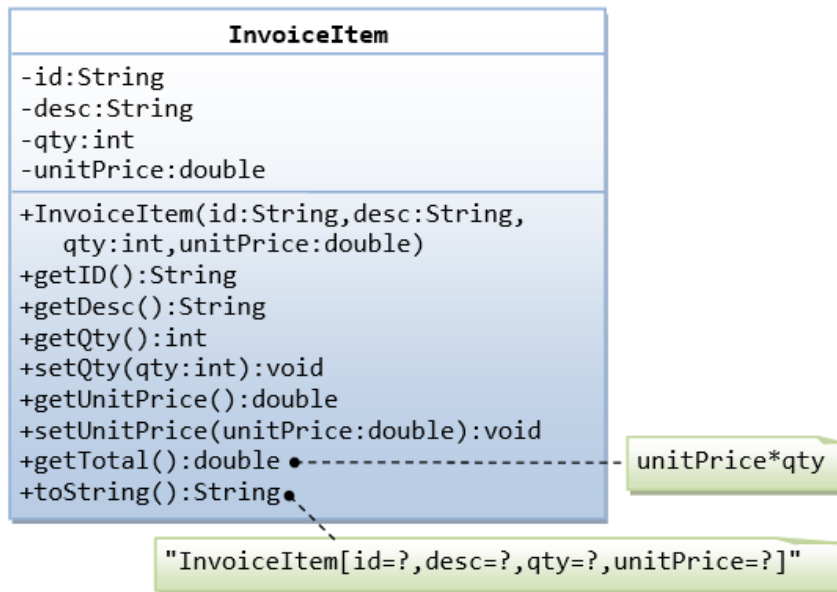 InvoiceItem
-id:String
-desc:String
-qty:int
-unitPrice:double
+InvoiceItem(id:String,desc:String,
qty:int,unitPrice:double)
+getID():String
+getDesc():String
+getQty():int
+setQty(qty:int):void
+getUnitPrice():double
+setUnitPrice(unitPrice:double):void
+getTotal():double
unitPrice*qty
+toString():String
"InvoiceItem[id=?,desc=?,qty=?,unitPrice=?]"